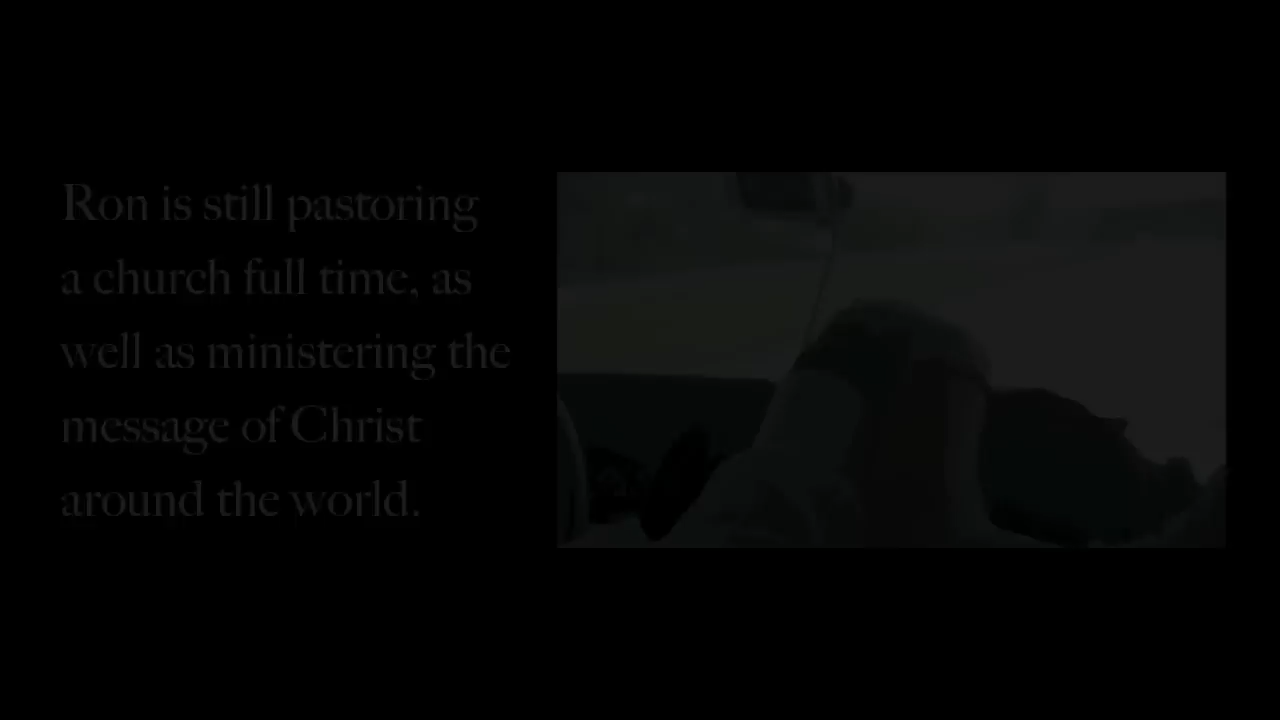 Ron is still pastoring
a church full time, as
well as ministering the
message of Christ
around the world.